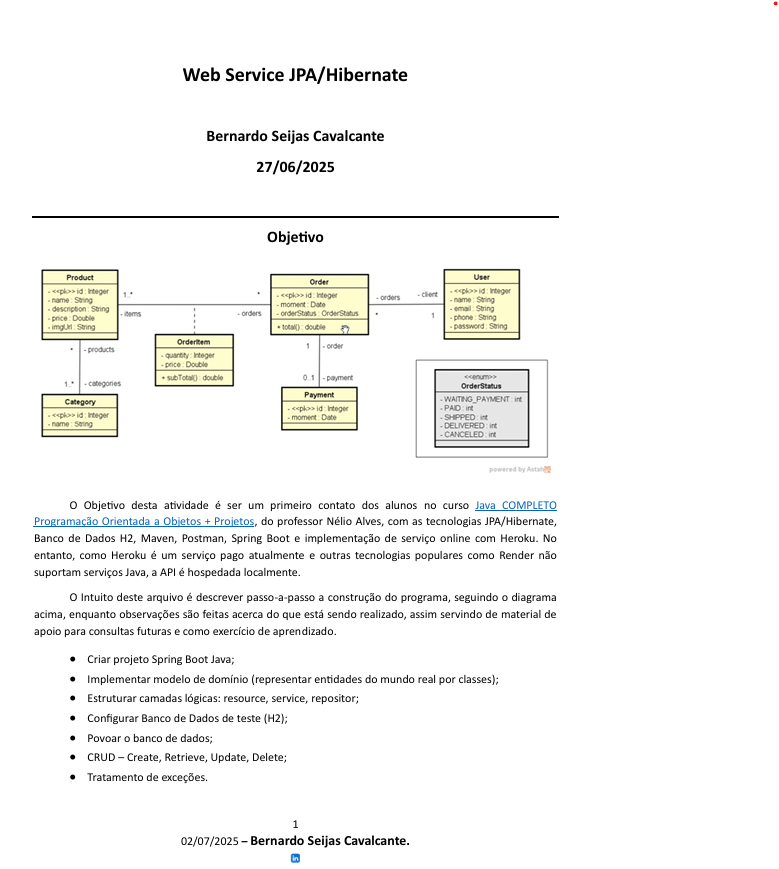 Web Service JPA/Hibernate
Bernardo Seijas Cavalcante
27/06/2025
Objetivo
Product
- <<pk>> id : Integer
- name : String
- description : String
- price : Double
- imgUrl : String
1..*
- items
*
- orders
Order
- <<pk>> id : Integer
- moment : Date
- orderStatus : OrderStatus
+ total() : double
- orders
*
- client
1
User
- <<pk>> id : Integer
- name : String
- email : String
- phone : String
- password : String
OrderItem
- quantity : Integer
- price : Double
+ subTotal() : double
* - products
1..* - categories
Category
- <<pk>> id : Integer
- name : String
1 - order
0..1 - payment
Payment
- <<pk>> id : Integer
- moment : Date
<<enum>>
OrderStatus
- WAITING_PAYMENT : int
- PAID : int
- SHIPPED : int
- DELIVERED : int
- CANCELED : int
powered by Astah
O Objetivo desta atividade é ser um primeiro contato dos alunos no curso Java COMPLETO
Programação Orientada a Objetos + Projetos, do professor Nélio Alves, com as tecnologias JPA/Hibernate,
Banco de Dados H2, Maven, Postman, Spring Boot e implementação de serviço online com Heroku. No
entanto, como Heroku é um serviço pago atualmente e outras tecnologias populares como Render não
suportam serviços Java, a API é hospedada localmente.
O Intuito deste arquivo é descrever passo-a-passo a construção do programa, seguindo o diagrama
acima, enquanto observações são feitas acerca do que está sendo realizado, assim servindo de material de
apoio para consultas futuras e como exercício de aprendizado.
● Criar projeto Spring Boot Java;
● Implementar modelo de domínio (representar entidades do mundo real por classes);
● Estruturar camadas lógicas: resource, service, repositor;
● Configurar Banco de Dados de teste (H2);
● Povoar o banco de dados;
● CRUD – Create, Retrieve, Update, Delete;
● Tratamento de exceções.
1
02/07/2025 – Bernardo Seijas Cavalcante.
in